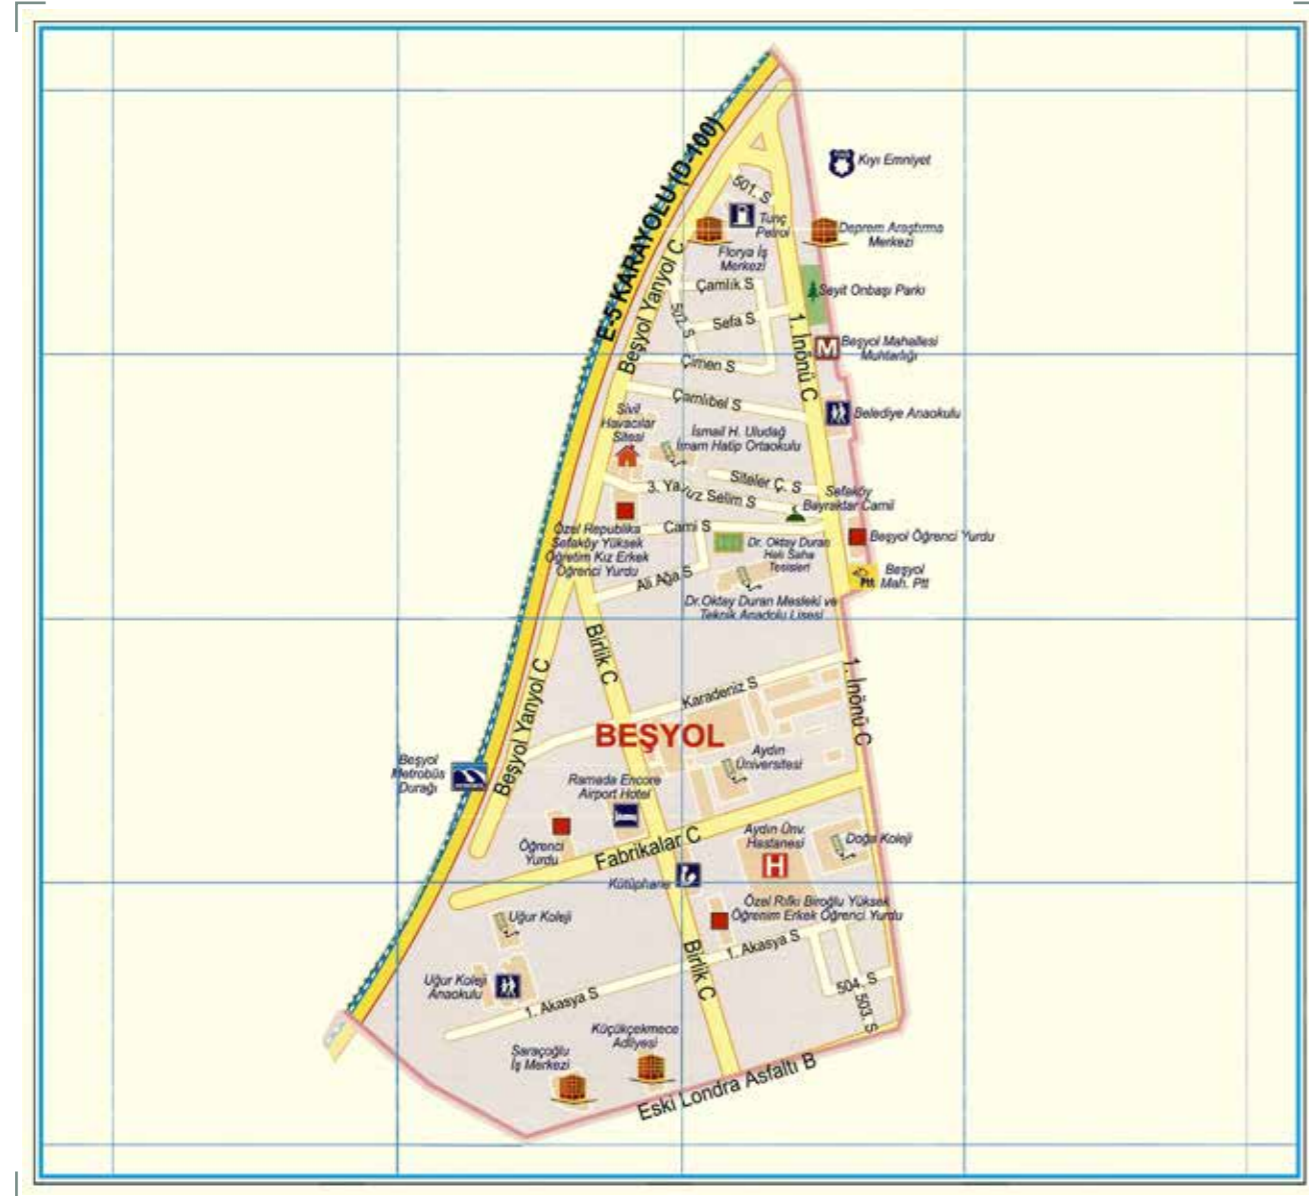 E-5 KARAYOLU (D-100)
Kıyı Emniyet
501. S
Tunç
Petrol
Florya İş
Merkezi
Deprem Araştırma
Merkezi
Beşyol Yanyol C
Çamlık S
Seyit Onbaşı Parkı
502. S
Sefa S
1. İnönü C
Beşyol Mahallesi
Muhtarlığı
M
Çimen S
Çamlıbel S
Belediye Anaokulu
Sivil
Havacılar
Sitesi
İsmail H. Uludağ
İmam Hatip Ortaokulu
Siteler Ç. S
3. Yavuz Selim S
Sefaköy
Bayraktar Camii
Cami S
Özel Republika
Sefaköy Yüksek
Öğretim Kız Erkek
Öğrenci Yurdu
Dr. Oktay Duran
Halı Saha
Tesisleri
Beşyol Öğrenci Yurdu
Ali Ağa S
Beşyol
Mah. Ptt
Ptt
Dr.Oktay Duran Mesleki ve
Teknik Anadolu Lisesi
Birlik C
1. İnönü C
Beşyol Yanyol C
Karadeniz S
BEŞYOL
Beşyol
Metrobüs
Durağı
Aydın
Üniversitesi
Ramada Encore
Airport Hotel
Öğrenci
Yurdu
Fabrikalar C
Aydın Ünv.
Hastanesi
H
Doğa Koleji
Kütüphane
Özel Rıfkı Biroğlu Yüksek
Öğrenim Erkek Öğrenci Yurdu
Uğur Koleji
1. Akasya S
Birlik C
Uğur Koleji
Anaokulu
1. Akasya S
504. S
503. S
Küçükçekmece
Adliyesi
Saraçoğlu
İş Merkezi
Eski Londra Asfaltı B